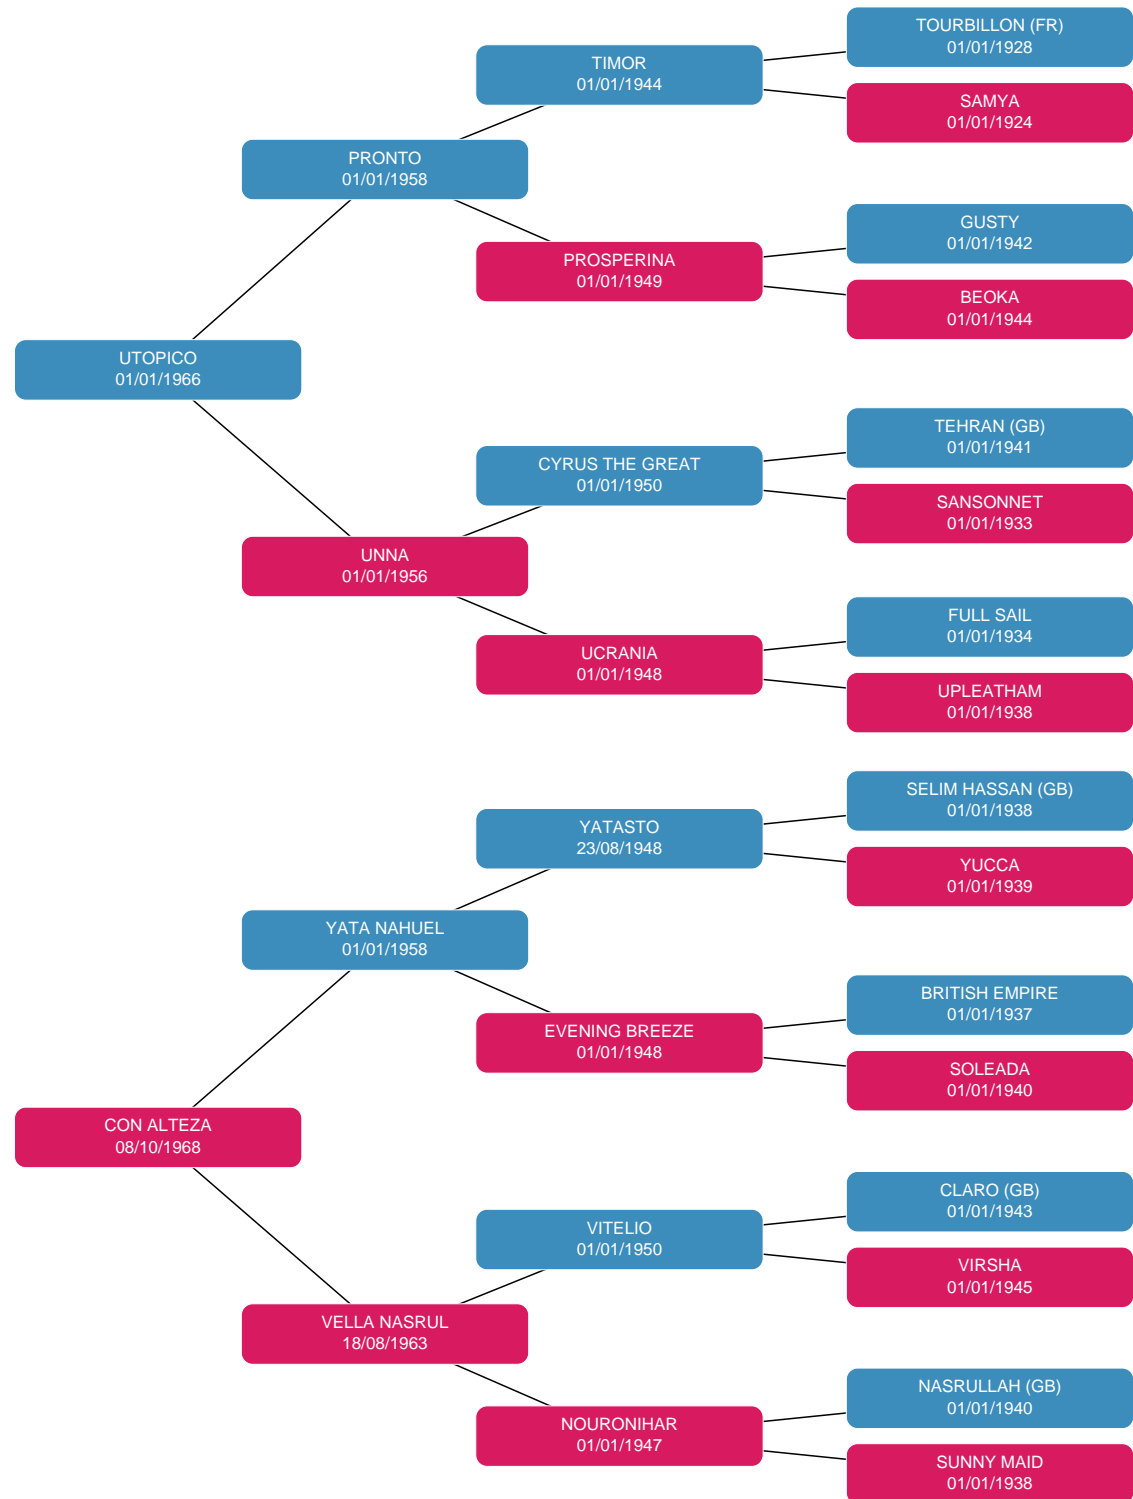 TOURBILLON (FR)
01/01/1928
TIMOR
01/01/1944
SAMYA
01/01/1924
PRONTO
01/01/1958
GUSTY
01/01/1942
PROSPERINA
01/01/1949
BEOKA
01/01/1944
UTOPICO
01/01/1966
TEHRAN (GB)
01/01/1941
CYRUS THE GREAT
01/01/1950
SANSONNET
01/01/1933
UNNA
01/01/1956
FULL SAIL
01/01/1934
UCRANIA
01/01/1948
UPLEATHAM
01/01/1938
SELIM HASSAN (GB)
01/01/1938
YATASTO
23/08/1948
YUCCA
01/01/1939
YATA NAHUEL
01/01/1958
BRITISH EMPIRE
01/01/1937
EVENING BREEZE
01/01/1948
SOLEADA
01/01/1940
CON ALTEZA
08/10/1968
CLARO (GB)
01/01/1943
VITELIO
01/01/1950
VIRSHA
01/01/1945
VELLA NASRUL
18/08/1963
NASRULLAH (GB)
01/01/1940
NOURONIHAR
01/01/1947
SUNNY MAID
01/01/1938